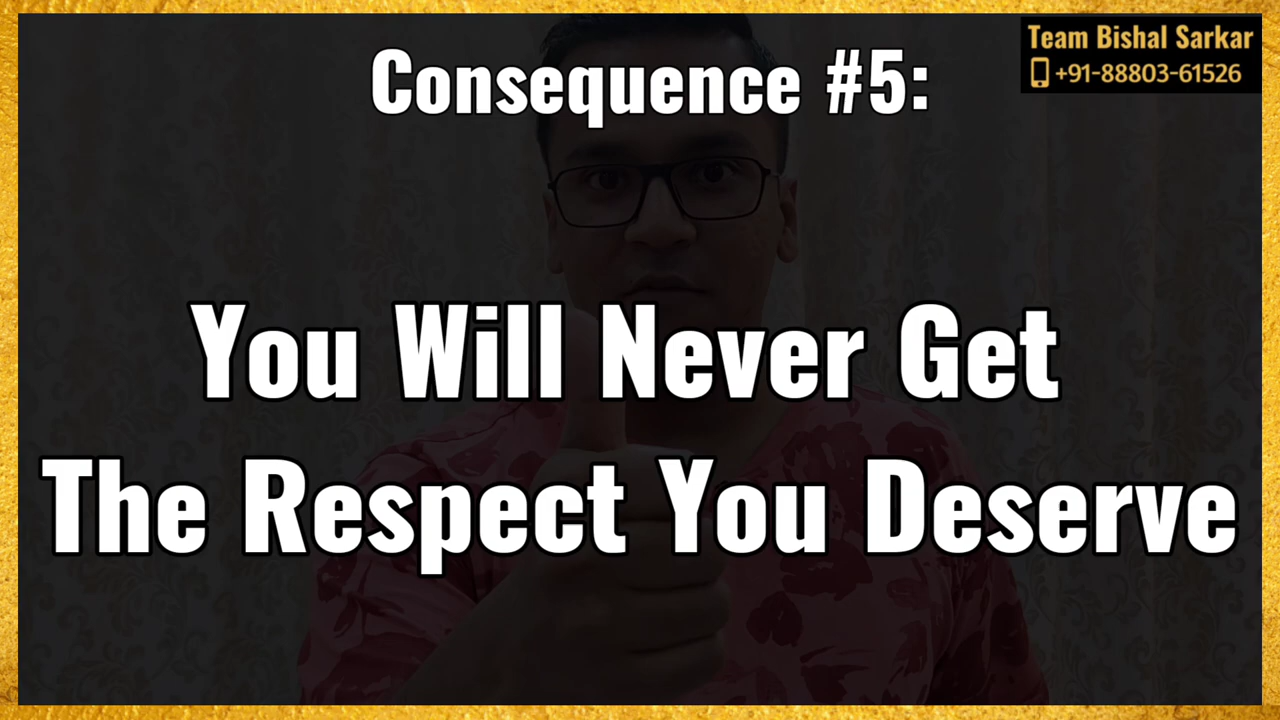 Team Bishal Sarkar
+91-88803-61526
Consequence #5:
You Will Never Get
The Respect You Deserve